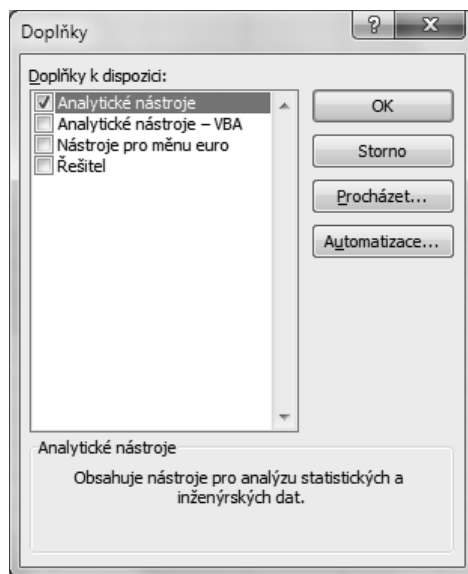 Doplňky
Doplňky k dispozici:
Analytické nástroje
Analytické nástroje – VBA
Nástroje pro měnu euro
Řešitel
OK
Storno
Procházet...
Automatizace...
Analytické nástroje
Obsahuje nástroje pro analýzu statistických a
inženýrských dat.